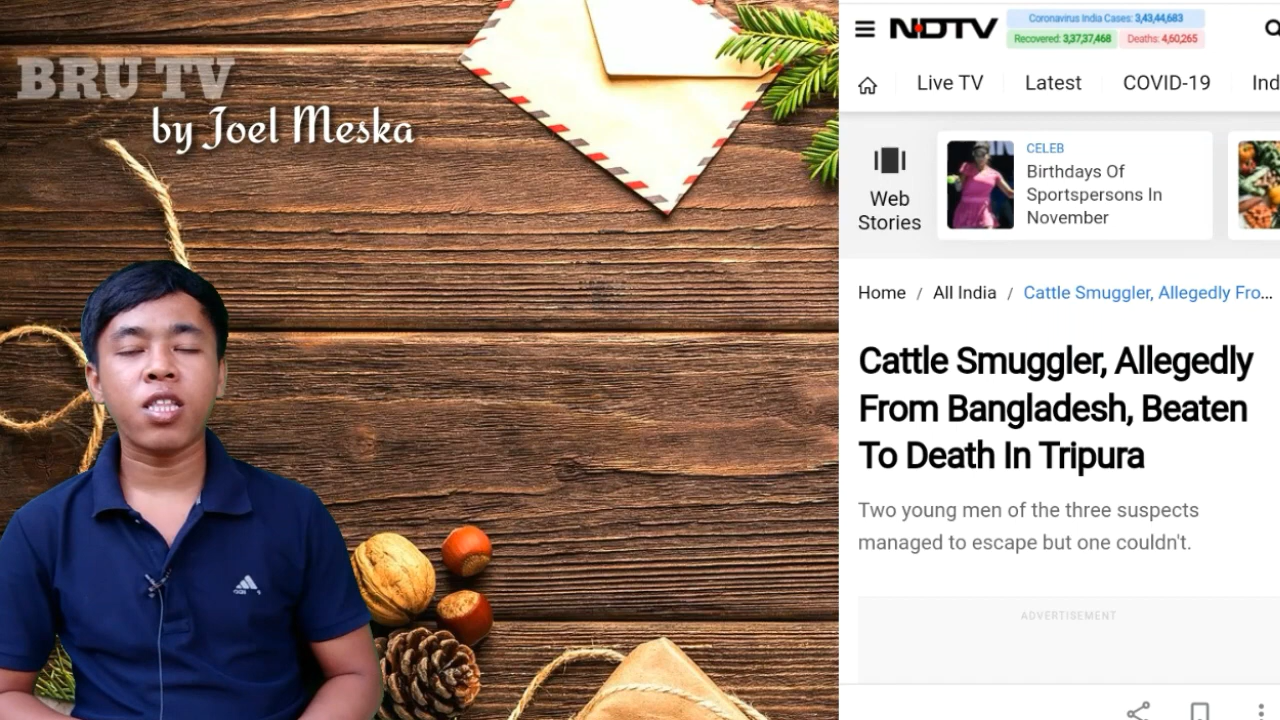 BRU TV
by Joel Meska
NDTV
Coronavirus India Cases: 3,43,44,683
Recovered: 3,37,37,468 Deaths: 4,60,265
Live TV Latest COVID-19 Ind
Web
Stories
CELEB
Birthdays Of
Sportspersons In
November
Home / All India / Cattle Smuggler, Allegedly Fro...
Cattle Smuggler, Allegedly
From Bangladesh, Beaten
To Death In Tripura
Two young men of the three suspects
managed to escape but one couldn't.
ADVERTISEMENT